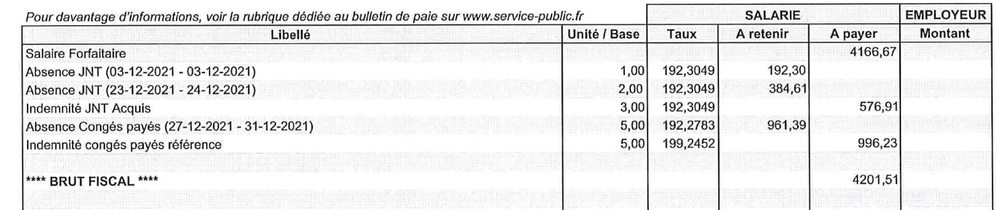 Pour davantage d'informations, voir la rubrique dédiée au bulletin de paie sur www.service-public.fr SALARIE EMPLOYEUR
Libellé Unité / Base Taux A retenir A payer Montant
Salaire Forfaitaire 4166,67
Absence JNT (03-12-2021 - 03-12-2021) 1,00 192,3049 192,30
Absence JNT (23-12-2021 - 24-12-2021) 2,00 192,3049 384,61
Indemnité JNT Acquis 3,00 192,3049 576,91
Absence Congés payés (27-12-2021 - 31-12-2021) 5,00 192,2783 961,39
Indemnité congés payés référence 5,00 199,2452 996,23
**** BRUT FISCAL **** 4201,51